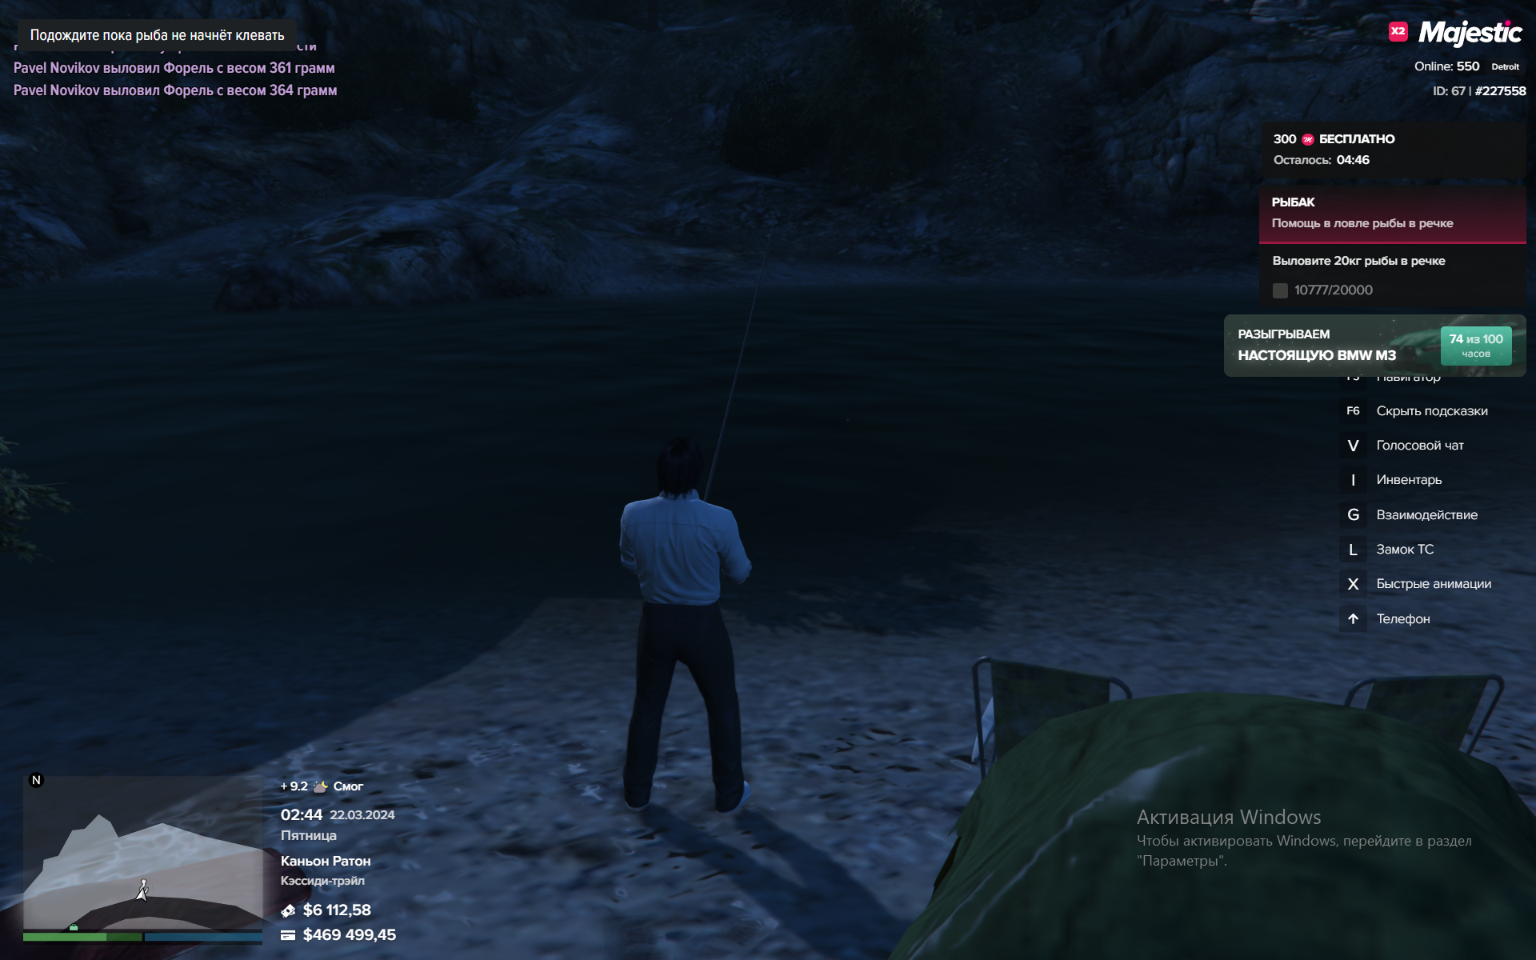 Подождите пока рыба не начнёт клевать
Pavel Novikov выловил Форель с весом 361 грамм
Pavel Novikov выловил Форель с весом 364 грамм
X2 Majestic
Online: 550 Detroit
ID: 67 | #227558
300 БЕСПЛАТНО
Осталось: 04:46
РЫБАК
Помощь в ловле рыбы в речке
Выловите 20кг рыбы в речке
10777/20000
РАЗЫГРЫВАЕМ
НАСТОЯЩУЮ BMW M3
74 из 100
часов
Навигатор
F6 Скрыть подсказки
V Голосовой чат
I Инвентарь
G Взаимодействие
L Замок ТС
X Быстрые анимации
↑ Телефон
N
+ 9.2 Смог
02:44 22.03.2024
Пятница
Каньон Ратон
Кэссиди-трэйл
$6 112,58
$469 499,45
Активация Windows
Чтобы активировать Windows, перейдите в раздел
"Параметры".